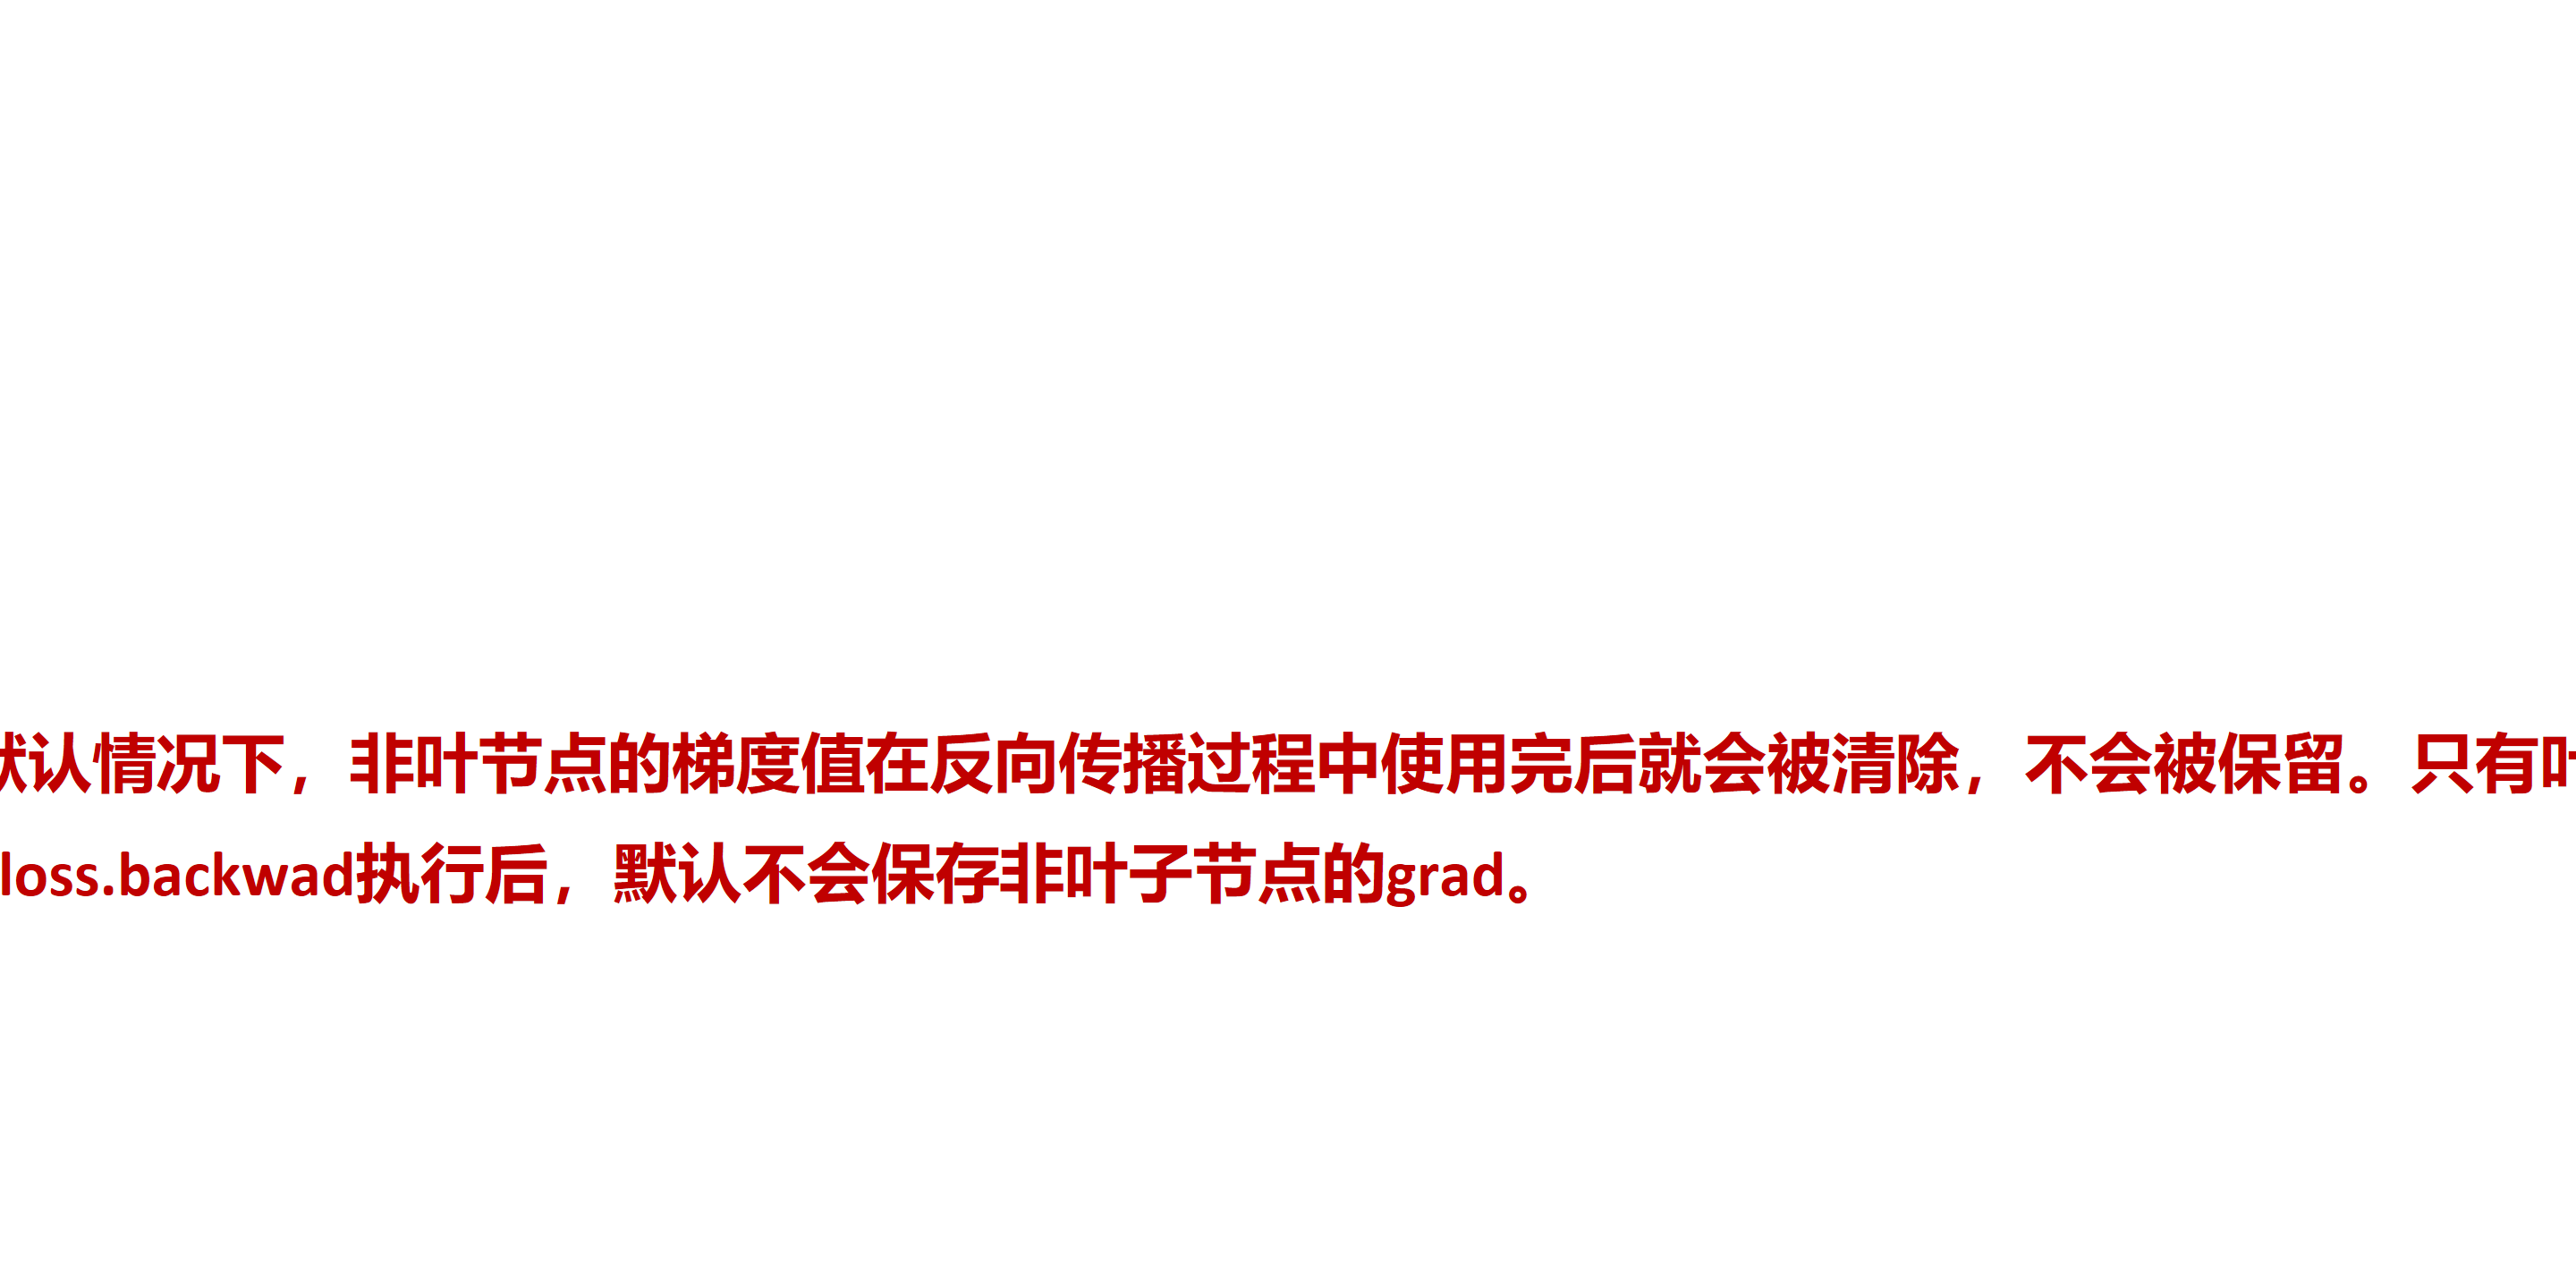 默认情况下，非叶节点的梯度值在反向传播过程中使用完后就会被清除，不会被保留。只有叶
loss.backwad执行后，默认不会保存非叶子节点的grad。